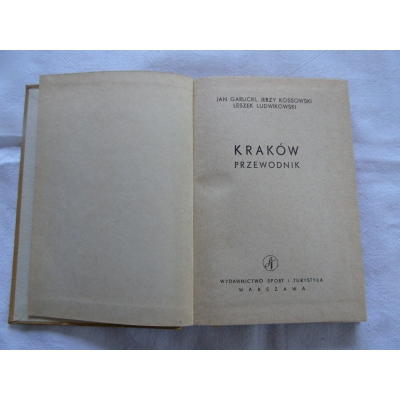 JAN GARLICKI, JERZY KOSSOWSKI
LESZEK LUDWIKOWSKI
KRAKÓW
PRZEWODNIK
WYDAWNICTWO SPORT I TURYSTYKA
WARSZAWA